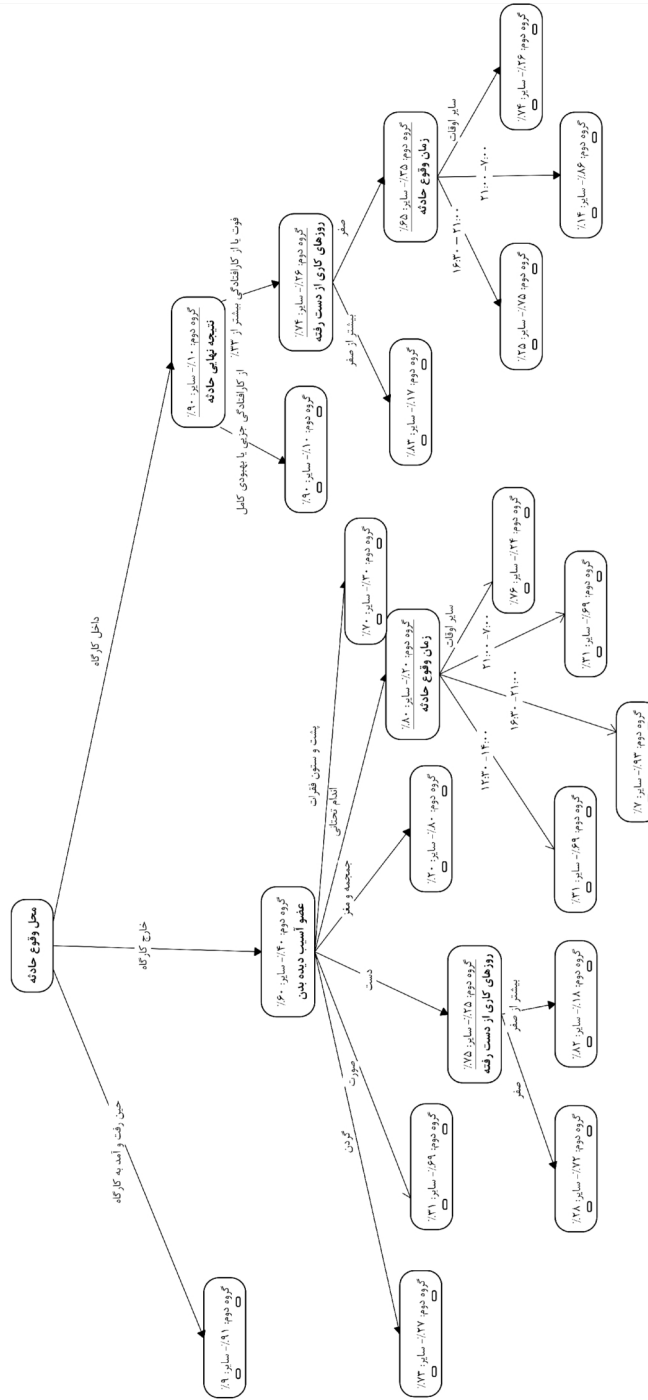 محل وقوع حادثه
داخل کارگاه
خارج کارگاه
حین رفت و آمد به کارگاه
گروه دوم: ٪۱۰- سایر: ٪۹۰
نتیجه نهایی حادثه
فوت یا از کارافتادگی بیشتر از ۳۳٪
از کارافتادگی جزیی یا بهبودی کامل
گروه دوم: ٪۲۶- سایر: ٪۷۴
روزهای کاری از دست رفته
گروه دوم: ٪۱۰- سایر: ٪۹۰
صفر
بیشتر از صفر
گروه دوم: ٪۳۵- سایر: ٪۶۵
زمان وقوع حادثه
گروه دوم: ٪۱۷- سایر: ٪۸۳
سایر اوقات
۲۱:۰۰ -۷:۰۰
۱۶:۳۰ – ۲۱:۰۰
گروه دوم: ٪۲۶- سایر: ٪۷۴
گروه دوم: ٪۸۶- سایر: ٪۱۴
گروه دوم: ٪۷۵- سایر: ٪۲۵
گروه دوم: ٪۴۰- سایر: ٪۶۰
عضو آسیب دیده بدن
پشت و ستون فقرات
اندام تحتانی
جمجمه و مغز
دست
صورت
گردن
گروه دوم: ٪۳۰- سایر: ٪۷۰
گروه دوم: ٪۲۰- سایر: ٪۸۰
زمان وقوع حادثه
گروه دوم: ٪۸۰- سایر: ٪۲۰
گروه دوم: ٪۲۵- سایر: ٪۷۵
روزهای کاری از دست رفته
گروه دوم: ٪۶۹- سایر: ٪۳۱
گروه دوم: ٪۲۷- سایر: ٪۷۳
سایر اوقات
۲۱:۰۰ -۷:۰۰
۱۶:۳۰ -۲۱:۰۰
۱۲:۳۰ -۱۴:۰۰
گروه دوم: ٪۲۴- سایر: ٪۷۶
گروه دوم: ٪۶۹- سایر: ٪۳۱
گروه دوم: ٪۹۳- سایر: ٪۷
گروه دوم: ٪۶۹- سایر: ٪۳۱
بیشتر از صفر
صفر
گروه دوم: ٪۱۸- سایر: ٪۸۲
گروه دوم: ٪۷۲- سایر: ٪۲۸
گروه دوم: ٪۹۱- سایر: ٪۹